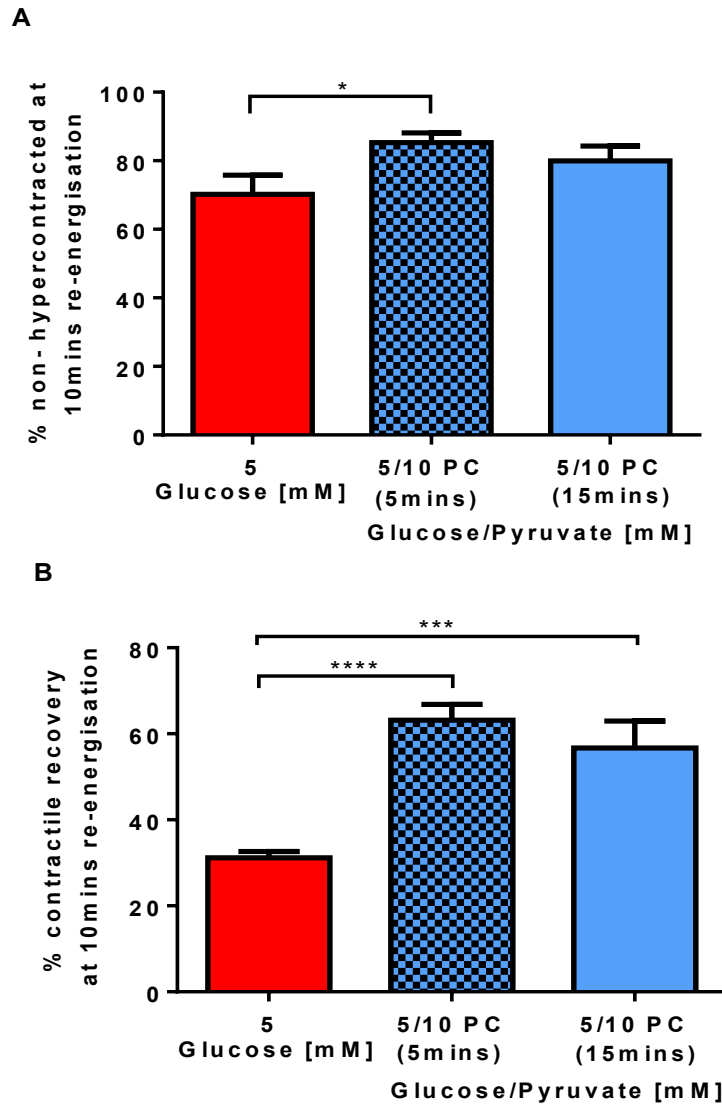 A
% non-hypercontracted at
10mins re-energisation
100
80
60
40
20
0
*
5
Glucose [mM]
5/10 PC
(5mins)
5/10 PC
(15mins)
Glucose/Pyruvate [mM]
B
% contractile recovery
at 10mins re-energisation
80
60
40
20
0
***
****
5
Glucose [mM]
5/10 PC
(5mins)
5/10 PC
(15mins)
Glucose/Pyruvate [mM]